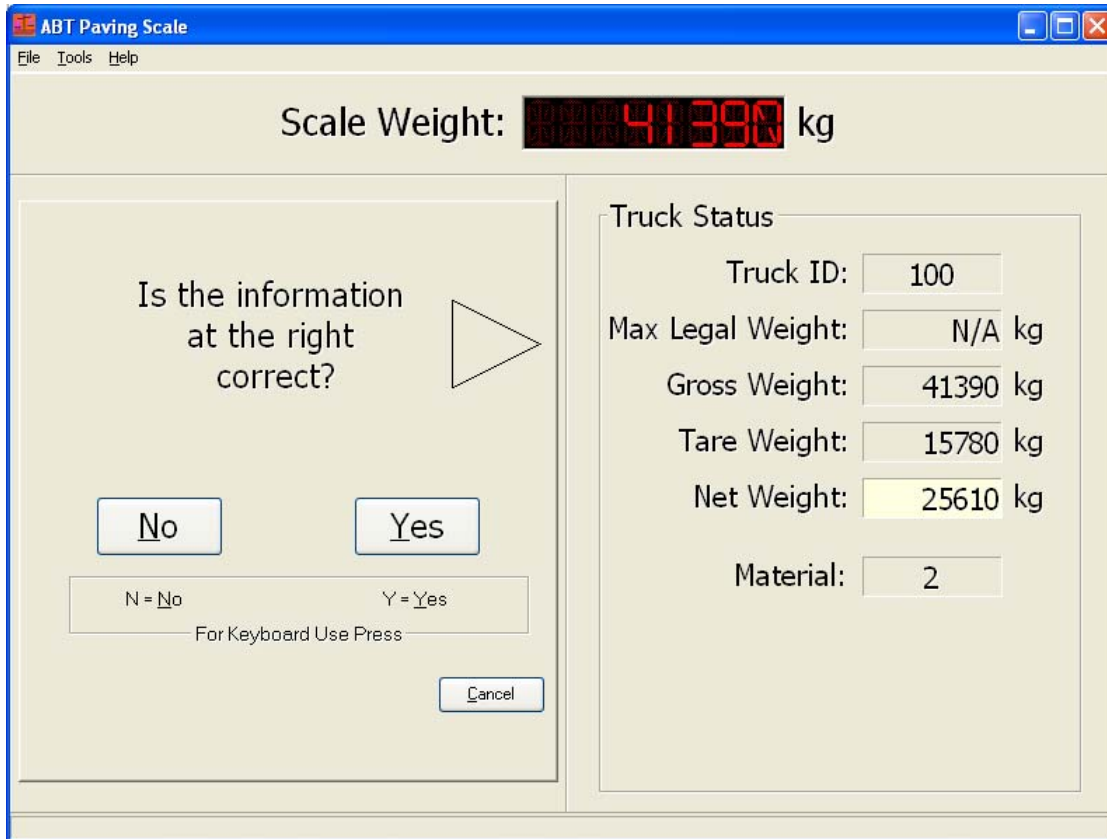 ABT Paving Scale
File Tools Help
Scale Weight: 41390 kg
Is the information
at the right
correct?
No Yes
N = No Y = Yes
For Keyboard Use Press
Cancel
Truck Status
Truck ID: 100
Max Legal Weight: N/A kg
Gross Weight: 41390 kg
Tare Weight: 15780 kg
Net Weight: 25610 kg
Material: 2